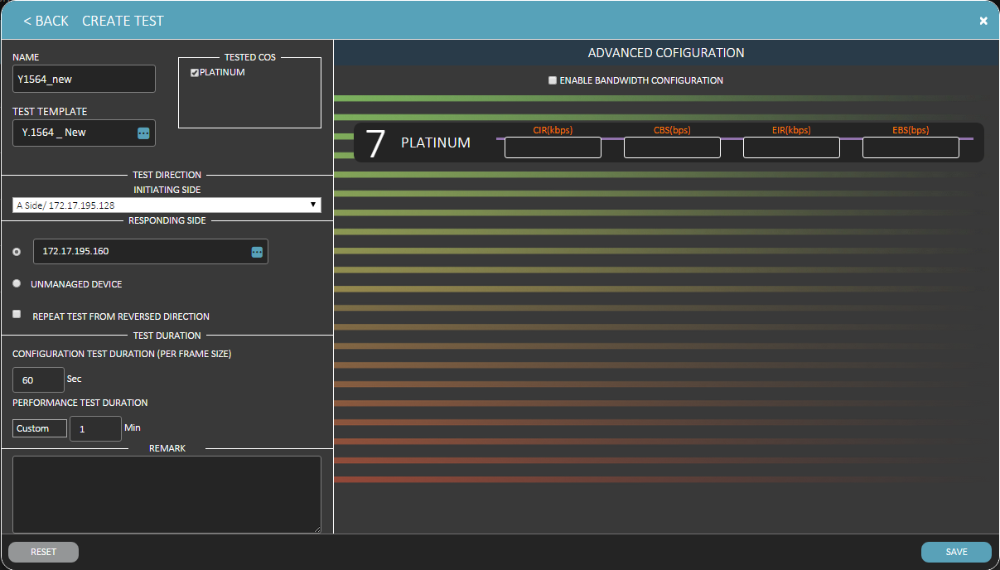 < BACK CREATE TEST
×
NAME
Y1564_new
TESTED COS
PLATINUM
TEST TEMPLATE
Y.1564 _ New
TEST DIRECTION
INITIATING SIDE
A Side/ 172.17.195.128
RESPONDING SIDE
172.17.195.160
UNMANAGED DEVICE
REPEAT TEST FROM REVERSED DIRECTION
TEST DURATION
CONFIGURATION TEST DURATION (PER FRAME SIZE)
60 Sec
PERFORMANCE TEST DURATION
Custom 1 Min
REMARK
ADVANCED COFIGURATION
ENABLE BANDWIDTH CONFIGURATION
7 PLATINUM
CIR(kbps) CBS(bps) EIR(kbps) EBS(bps)
RESET
SAVE